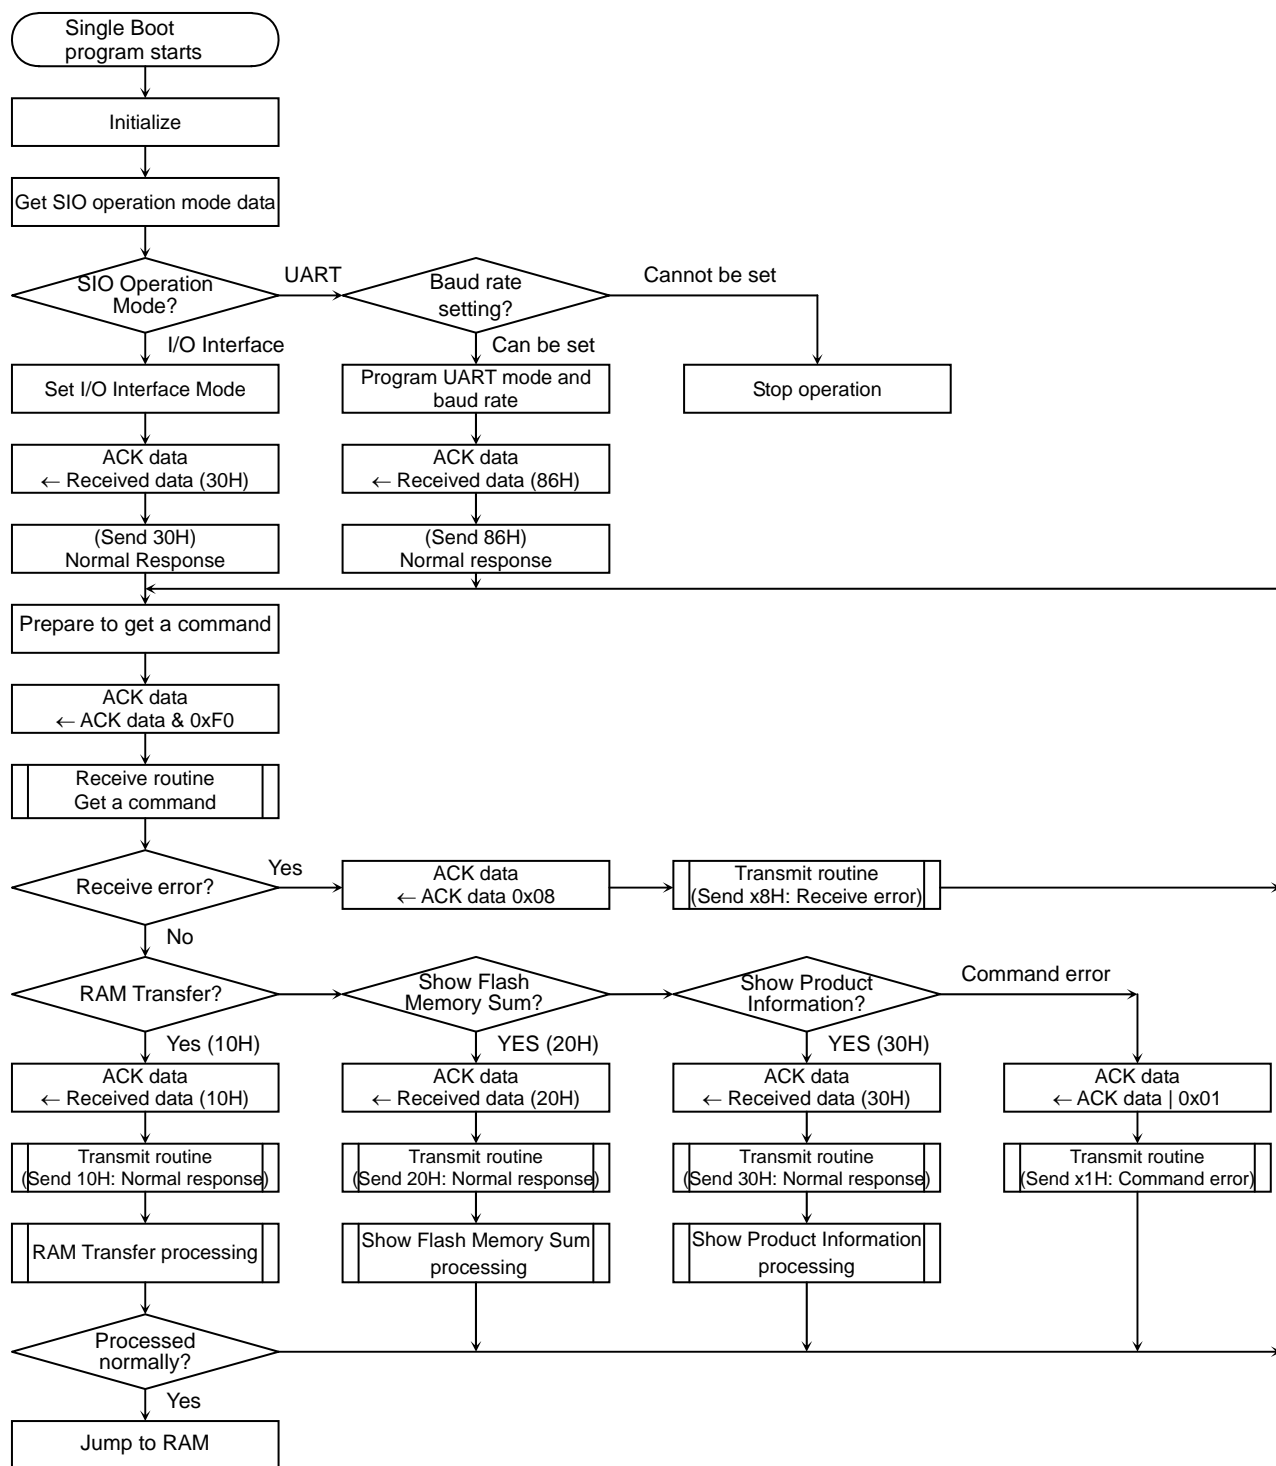 Single Boot
program starts
Initialize
Get SIO operation mode data
SIO Operation
Mode?
UART
Baud rate
setting?
Cannot be set
I/O Interface
Can be set
Set I/O Interface Mode
Program UART mode and
baud rate
Stop operation
ACK data
← Received data (30H)
ACK data
← Received data (86H)
(Send 30H)
Normal Response
(Send 86H)
Normal response
Prepare to get a command
ACK data
← ACK data & 0xF0
Receive routine
Get a command
Receive error?
Yes
ACK data
← ACK data 0x08
Transmit routine
(Send x8H: Receive error)
No
RAM Transfer?
Show Flash
Memory Sum?
Show Product
Information?
Command error
Yes (10H)
YES (20H)
YES (30H)
ACK data
← Received data (10H)
ACK data
← Received data (20H)
ACK data
← Received data (30H)
ACK data
← ACK data | 0x01
Transmit routine
(Send 10H: Normal response)
Transmit routine
(Send 20H: Normal response)
Transmit routine
(Send 30H: Normal response)
Transmit routine
(Send x1H: Command error)
RAM Transfer processing
Show Flash Memory Sum
processing
Show Product Information
processing
Processed
normally?
Yes
Jump to RAM